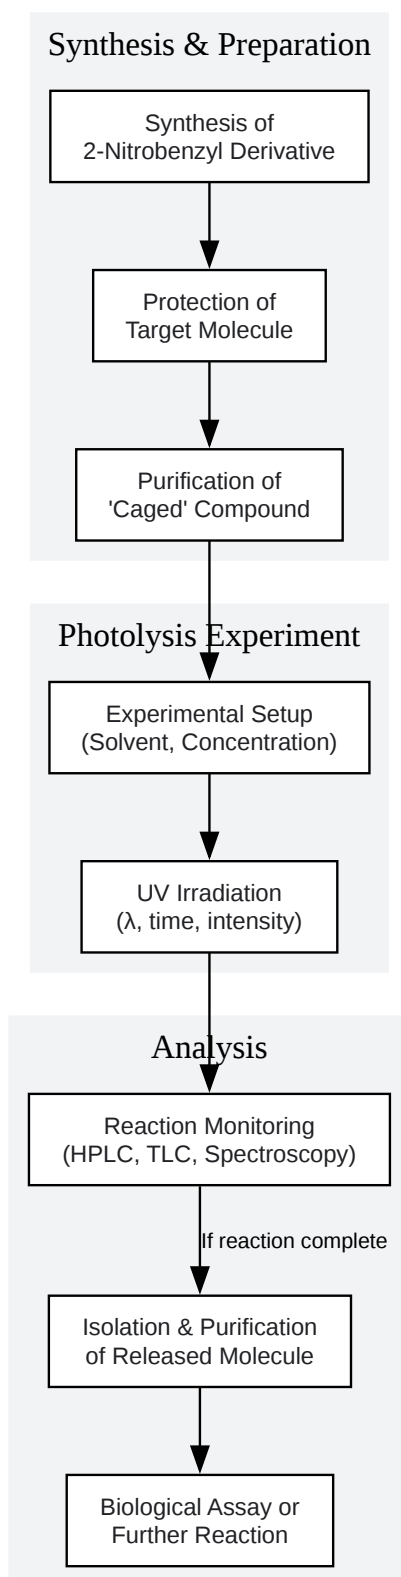 Synthesis & Preparation
Synthesis of
2-Nitrobenzyl Derivative
Protection of
Target Molecule
Purification of
'Caged' Compound
Photolysis Experiment
Experimental Setup
(Solvent, Concentration)
UV Irradiation
(λ, time, intensity)
Analysis
Reaction Monitoring
(HPLC, TLC, Spectroscopy)
If reaction complete
Isolation & Purification
of Released Molecule
Biological Assay or
Further Reaction